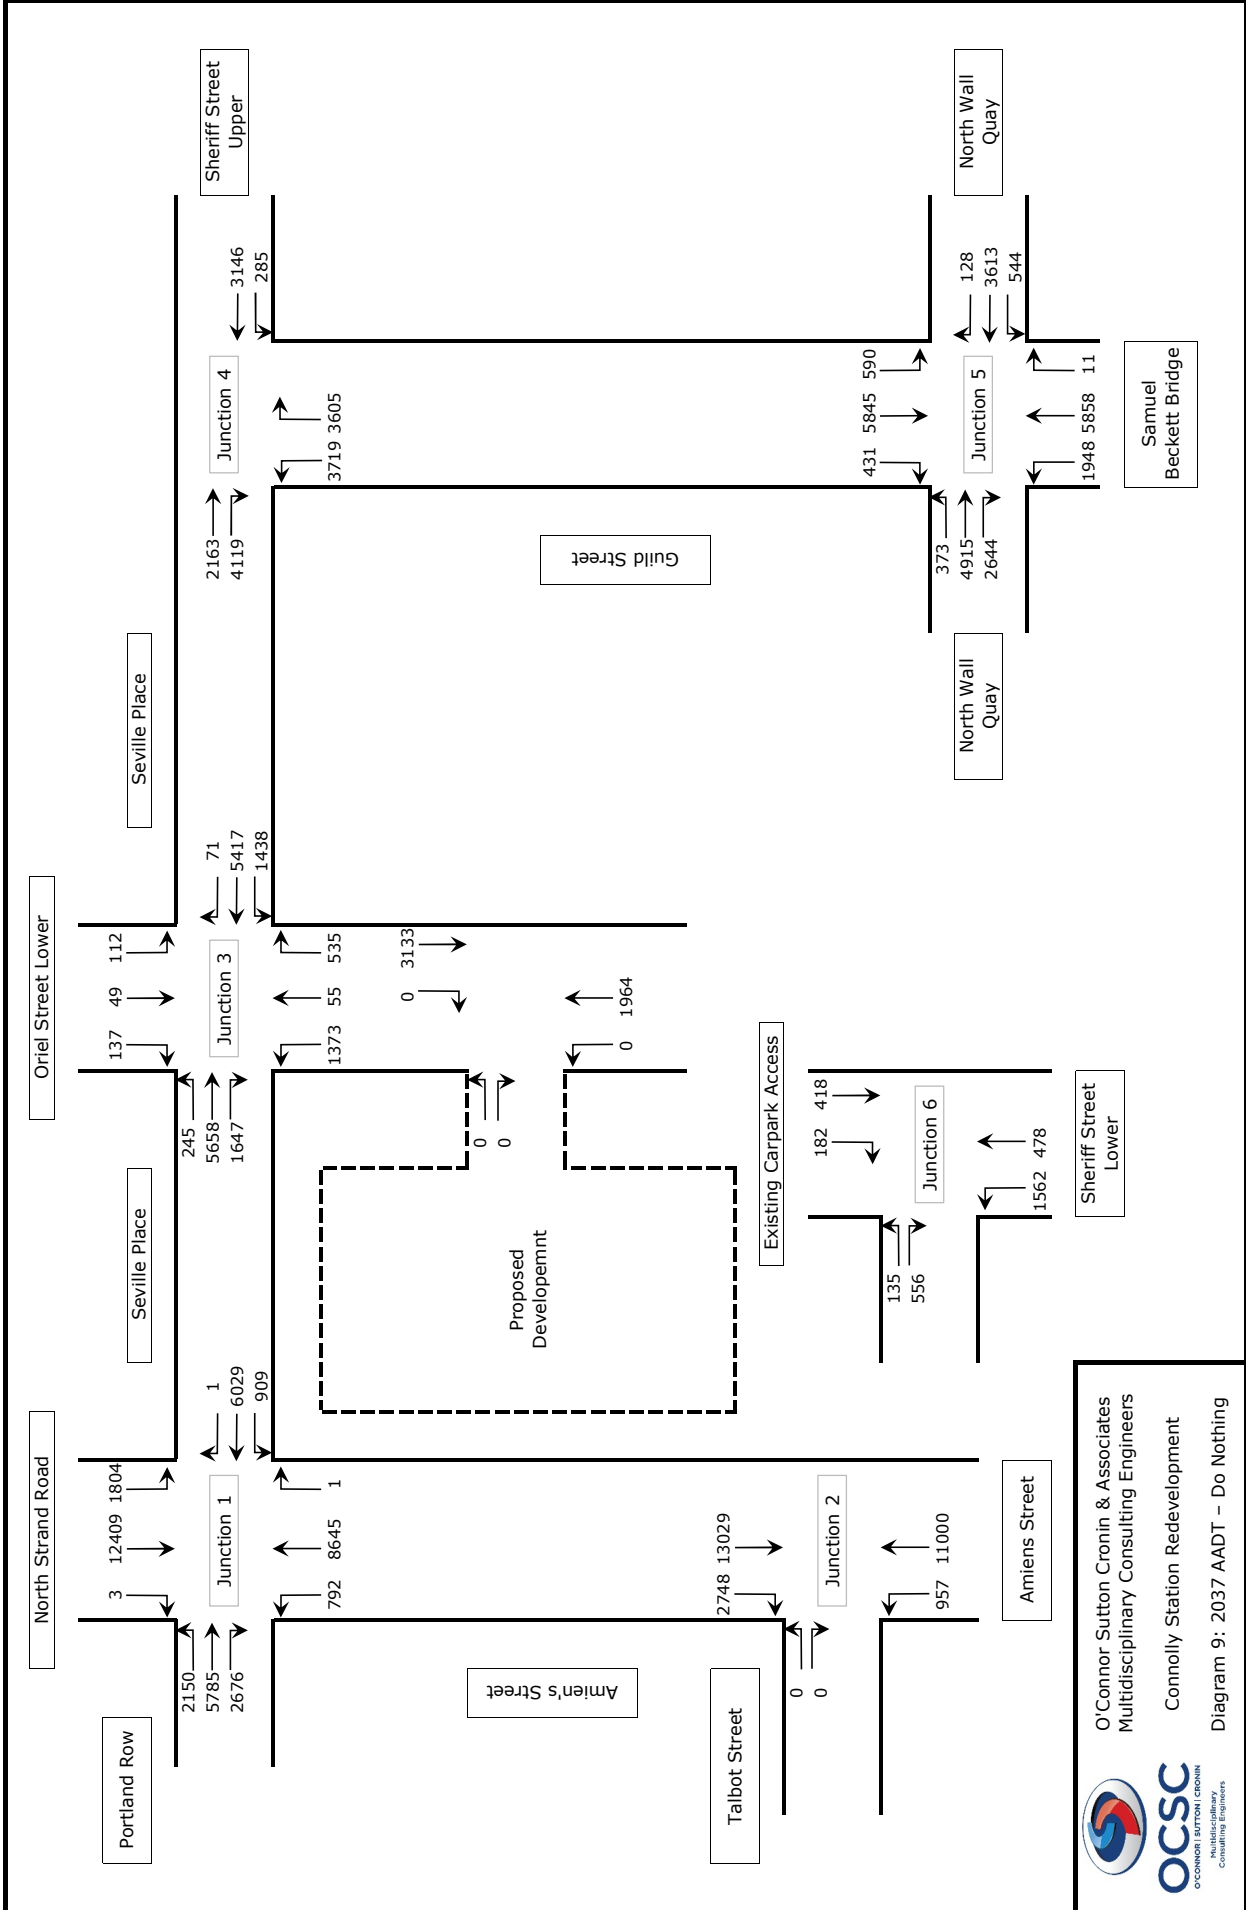 North Strand Road
Oriel Street Lower
Portland Row
Seville Place
Seville Place
3
12409
1804
137
49
112
2150
5785
2676
Junction 1
1
6029
909
245
5658
1647
Junction 3
71
5417
1438
2163
4119
Junction 4
3146
285
Sheriff Street
Upper
792
8645
1
1373
55
535
3719
3605
0
3133
Amien's Street
Proposed
Developemnt
0
0
0
1964
Guild Street
Talbot Street
2748
13029
0
0
Junction 2
957
11000
Amiens Street
Existing Carpark Access
182
418
135
556
Junction 6
1562
478
Sheriff Street
Lower
431
5845
590
North Wall
Quay
373
4915
2644
Junction 5
128
3613
544
North Wall
Quay
1948
5858
11
Samuel
Beckett Bridge
OCSC
O'CONNOR | SUTTON | CRONIN
Multidisciplinary
Consulting Engineers
O'Connor Sutton Cronin & Associates
Multidisciplinary Consulting Engineers
Connolly Station Redevelopment
Diagram 9: 2037 AADT – Do Nothing